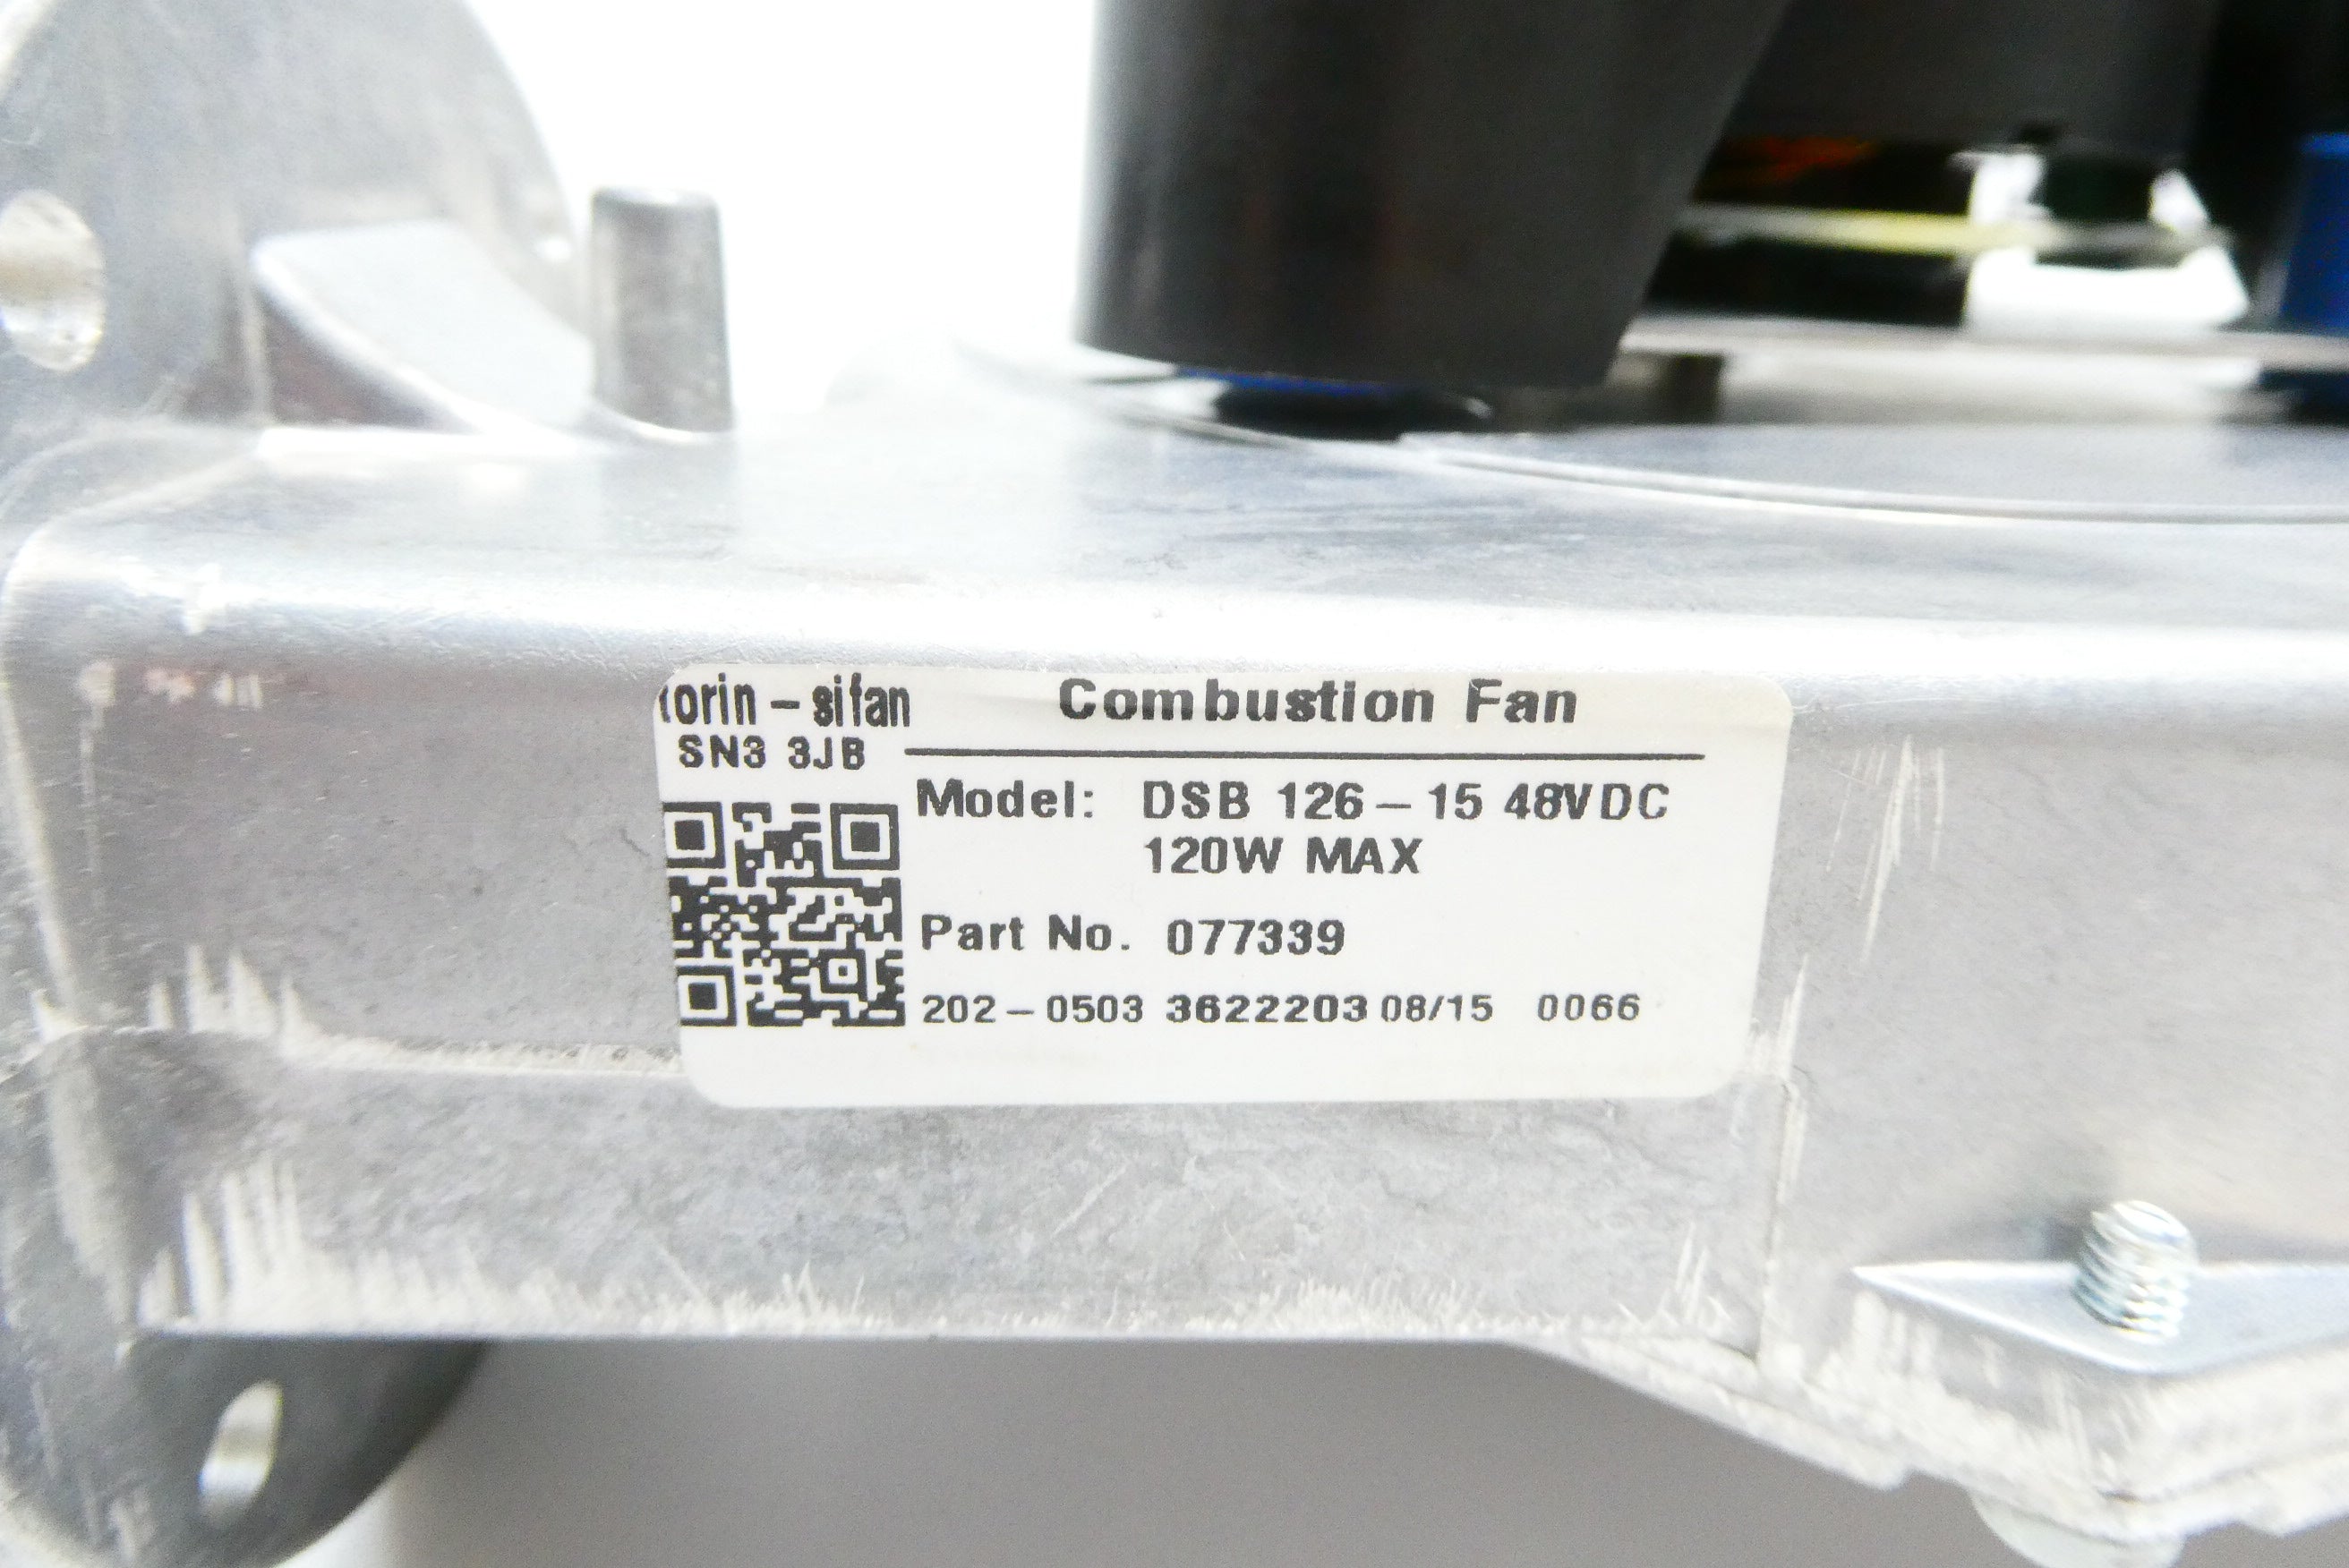 torin-sifan Combustion Fan
SN3 3JB
Model: DSB 126-15 48VDC
120W MAX
Part No. 077339
202-0503 3622203 08/15 0066